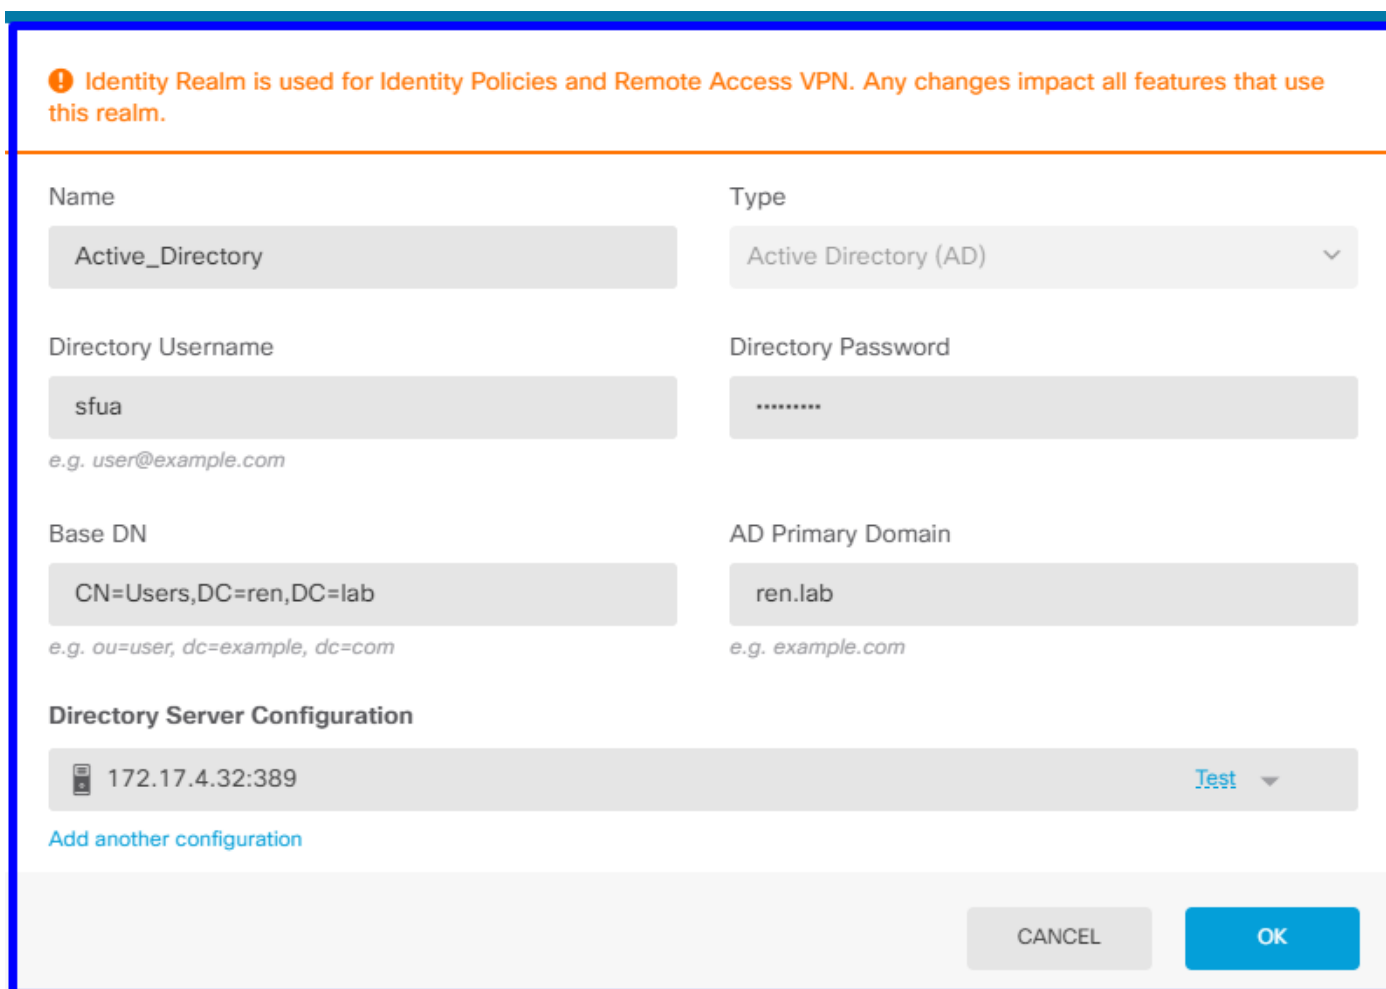 Identity Realm is used for Identity Policies and Remote Access VPN. Any changes impact all features that use
this realm.
Name
Type
Active_Directory
Active Directory (AD)
Directory Username
Directory Password
sfua
•••••••••
e.g. user@example.com
Base DN
AD Primary Domain
CN=Users,DC=ren,DC=lab
ren.lab
e.g. ou=user, dc=example, dc=com
e.g. example.com
Directory Server Configuration
172.17.4.32:389
Test
Add another configuration
CANCEL
OK